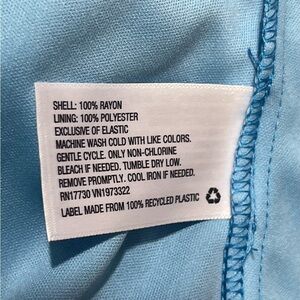 SHELL: 100% RAYON
LINING: 100% POLYESTER
EXCLUSIVE OF ELASTIC
MACHINE WASH COLD WITH LIKE COLORS.
GENTLE CYCLE. ONLY NON-CHLORINE
BLEACH IF NEEDED. TUMBLE DRY LOW.
REMOVE PROMPTLY. COOL IRON IF NEEDED.
RN17730 VN1973322
LABEL MADE FROM 100% RECYCLED PLASTIC